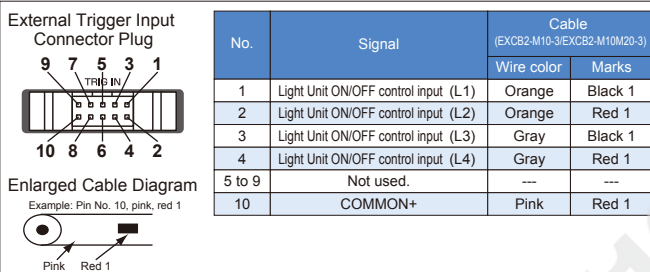 External Trigger Input
Connector Plug
9 7 5 3 1
TRIG IN
10 8 6 4 2
Enlarged Cable Diagram
Example: Pin No. 10, pink, red 1
Pink Red 1
No. Signal Cable
(EXCB2-M10-3/EXCB2-M10M20-3)
Wire color Marks
1 Light Unit ON/OFF control input (L1) Orange Black 1
2 Light Unit ON/OFF control input (L2) Orange Red 1
3 Light Unit ON/OFF control input (L3) Gray Black 1
4 Light Unit ON/OFF control input (L4) Gray Red 1
5 to 9 Not used. --- ---
10 COMMON+ Pink Red 1